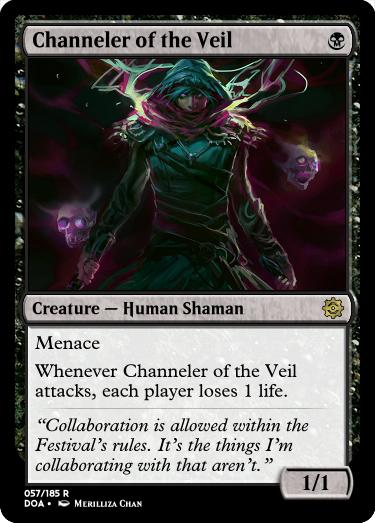 Channeler of the Veil
Creature — Human Shaman
Menace
Whenever Channeler of the Veil
attacks, each player loses 1 life.
“Collaboration is allowed within the
Festival's rules. It's the things I'm
collaborating with that aren't.”
1/1
057/185 R
DOA • Merilliza Chan